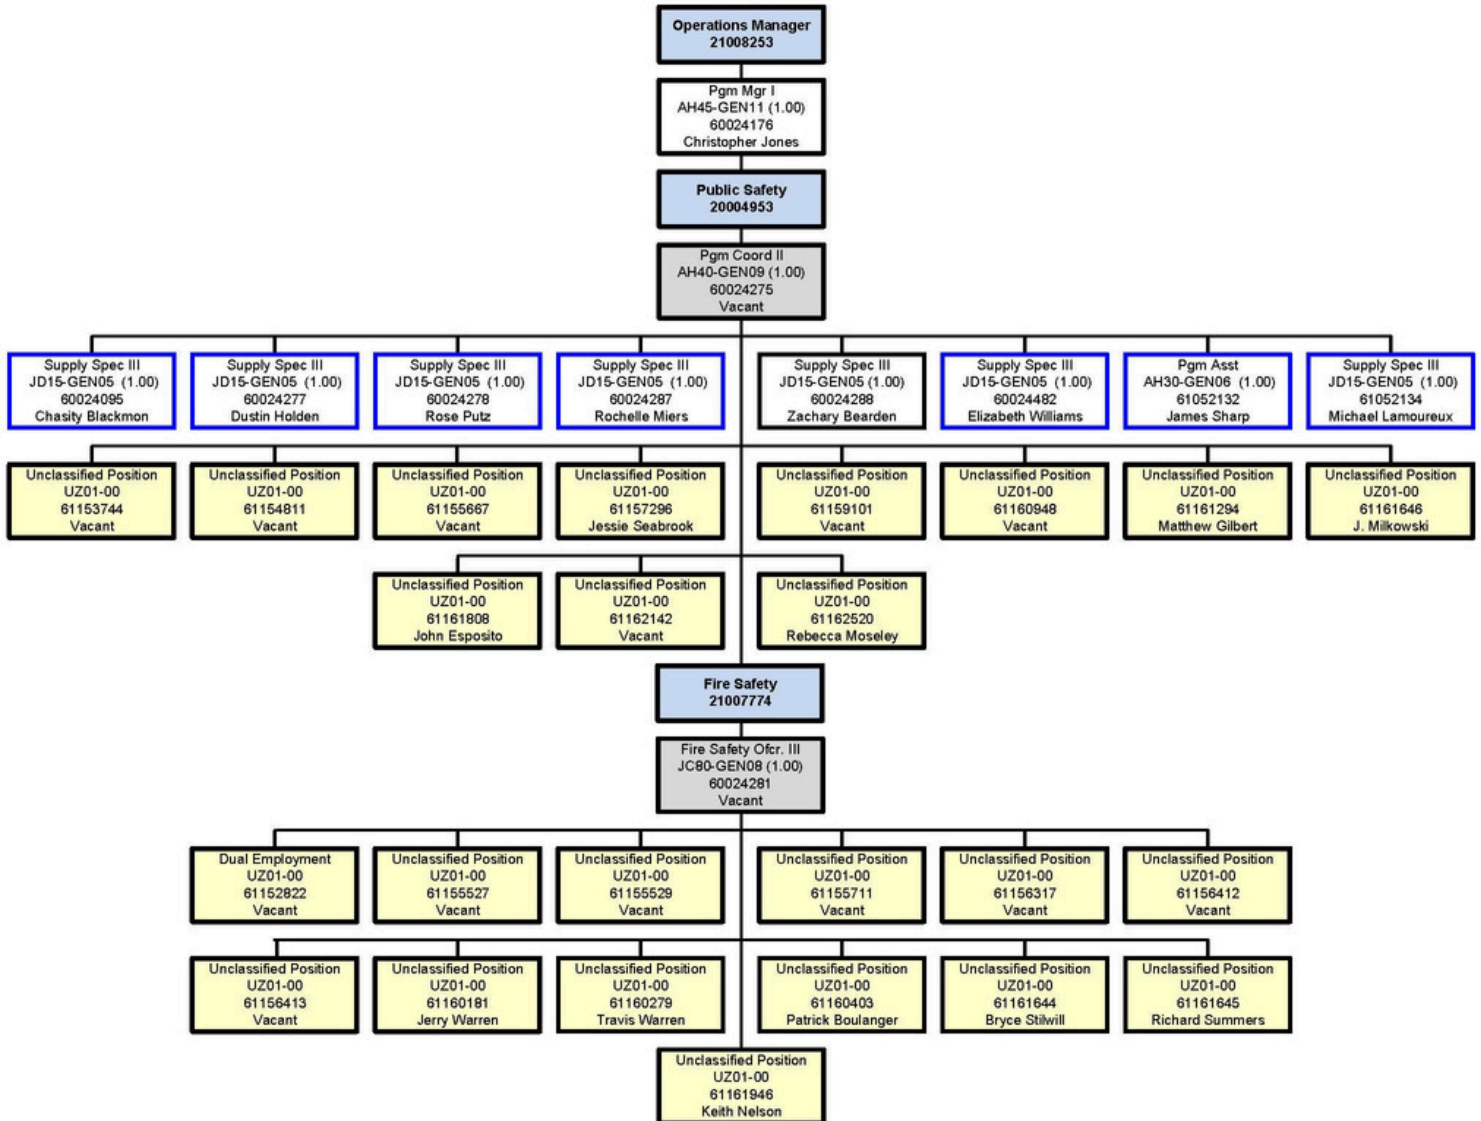 Operations Manager
21008253
Pgm Mgr I
AH45-GEN11 (1.00)
60024176
Christopher Jones
Public Safety
20004953
Pgm Coord II
AH40-GEN09 (1.00)
60024275
Vacant
Supply Spec III
JD15-GEN05 (1.00)
60024095
Chasity Blackmon
Supply Spec III
JD15-GEN05 (1.00)
60024277
Dustin Holden
Supply Spec III
JD15-GEN05 (1.00)
60024278
Rose Putz
Supply Spec III
JD15-GEN05 (1.00)
60024287
Rochelle Miers
Supply Spec III
JD15-GEN05 (1.00)
60024288
Zachary Bearden
Supply Spec III
JD15-GEN05 (1.00)
60024482
Elizabeth Williams
Pgm Asst
AH30-GEN06 (1.00)
61052132
James Sharp
Supply Spec III
JD15-GEN05 (1.00)
61052134
Michael Lamoureux
Unclassified Position
UZ01-00
61153744
Vacant
Unclassified Position
UZ01-00
61154811
Vacant
Unclassified Position
UZ01-00
61155667
Vacant
Unclassified Position
UZ01-00
61157296
Jessie Seabrook
Unclassified Position
UZ01-00
61159101
Vacant
Unclassified Position
UZ01-00
61160948
Vacant
Unclassified Position
UZ01-00
61161294
Matthew Gilbert
Unclassified Position
UZ01-00
61161646
J. Milkowski
Unclassified Position
UZ01-00
61161808
John Esposito
Unclassified Position
UZ01-00
61162142
Vacant
Unclassified Position
UZ01-00
61162520
Rebecca Moseley
Fire Safety
21007774
Fire Safety Ofcr. III
JC80-GEN08 (1.00)
60024281
Vacant
Dual Employment
UZ01-00
61152822
Vacant
Unclassified Position
UZ01-00
61155527
Vacant
Unclassified Position
UZ01-00
61155529
Vacant
Unclassified Position
UZ01-00
61155711
Vacant
Unclassified Position
UZ01-00
61156317
Vacant
Unclassified Position
UZ01-00
61156412
Vacant
Unclassified Position
UZ01-00
61156413
Vacant
Unclassified Position
UZ01-00
61160181
Jerry Warren
Unclassified Position
UZ01-00
61160279
Travis Warren
Unclassified Position
UZ01-00
61160403
Patrick Boulanger
Unclassified Position
UZ01-00
61161644
Bryce Stilwill
Unclassified Position
UZ01-00
61161645
Richard Summers
Unclassified Position
UZ01-00
61161946
Keith Nelson